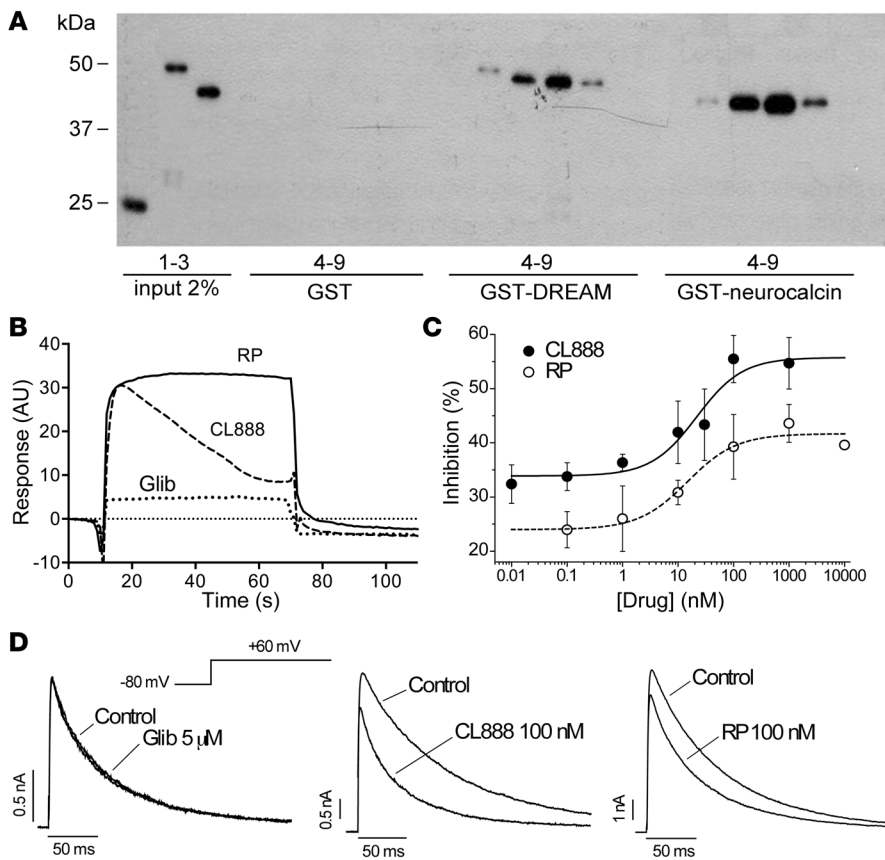 A
kDa
50
37
25
1-3 4-9 4-9 4-9
input 2% GST GST-DREAM GST-neurocalcin
B
Response (AU)
40
30
20
10
0
-10
RP
CL888
Glib
0 20 40 60 80 100
Time (s)
C
Inhibition (%)
60
50
40
30
20
CL888
RP
0.01 0.1 1 10 100 1000 10000
[Drug] (nM)
D
+60 mV
-80 mV
Control
Glib 5 μM
0.5 nA
50 ms
Control
CL888 100 nM
0.5 nA
50 ms
Control
RP 100 nM
1 nA
50 ms